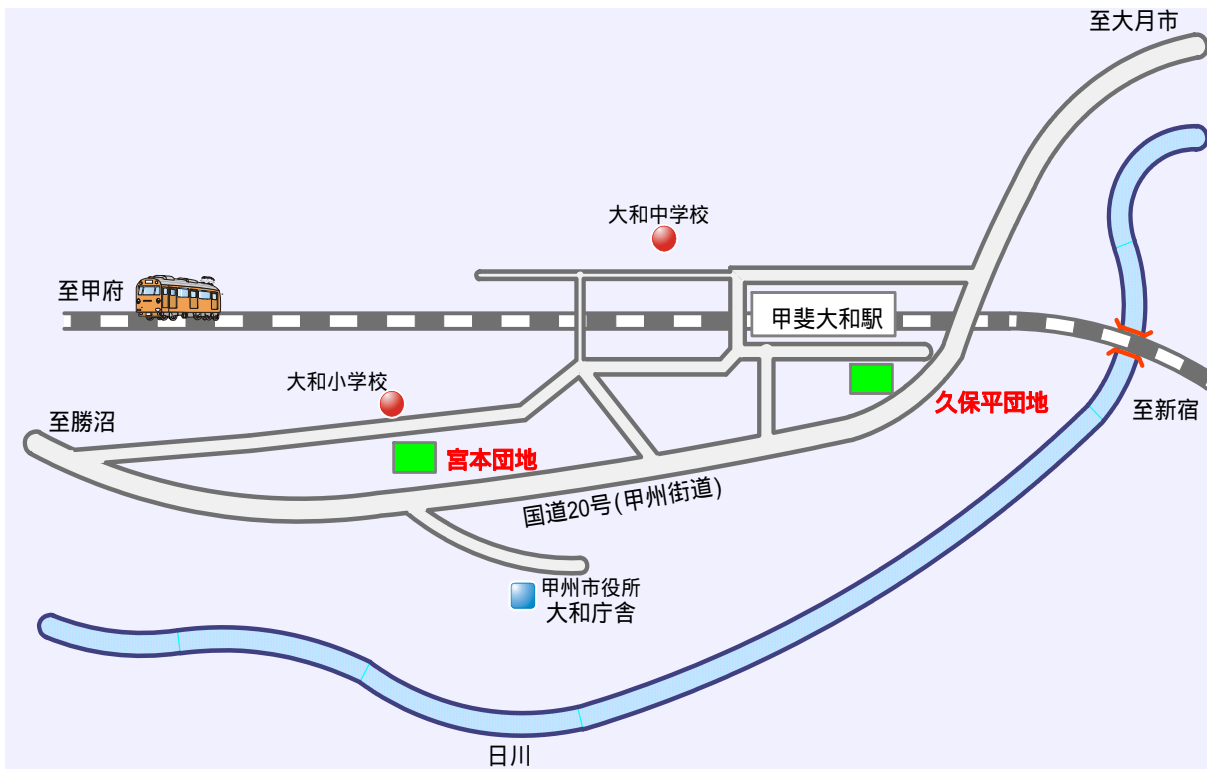 至大月市
大和中学校
至甲府
甲斐大和駅
大和小学校
久保平団地
至新宿
至勝沼
宮本団地
国道20号(甲州街道)
甲州市役所
大和庁舎
日川